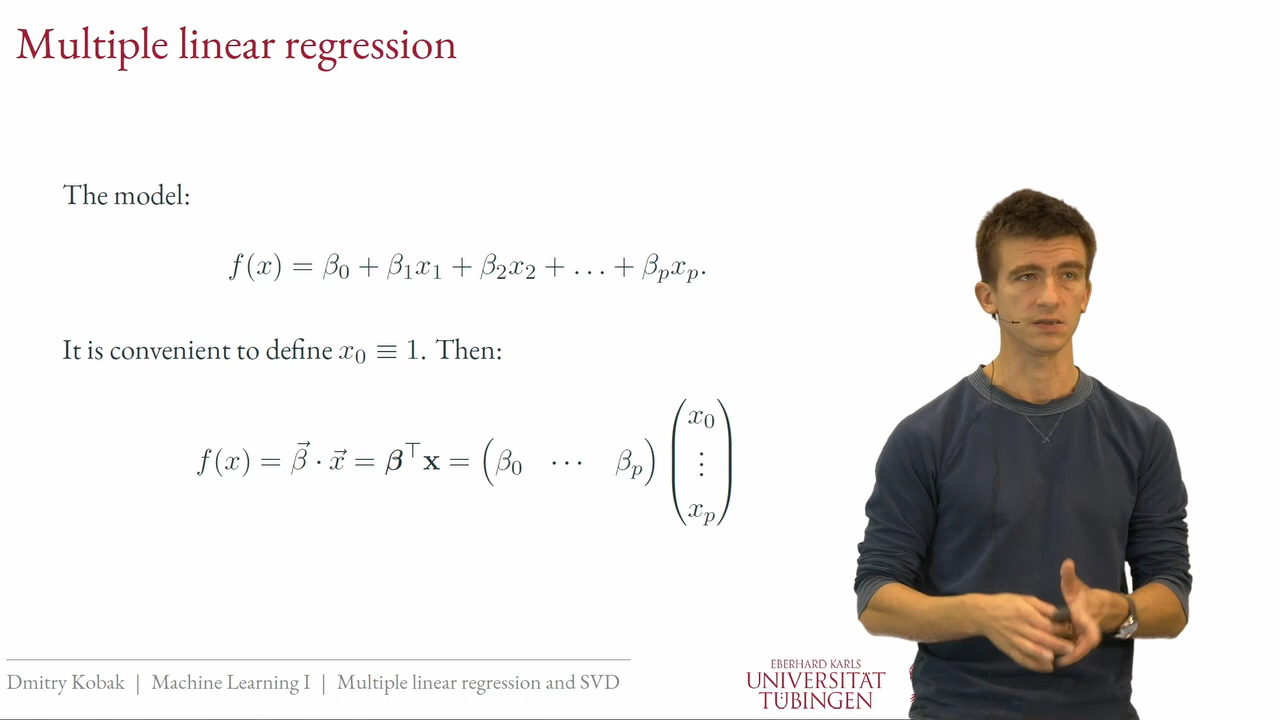 Multiple linear regression
The model:
f(x) = β₀ + β₁x₁ + β₂x₂ + … + βₚxₚ.
It is convenient to define x₀ ≡ 1. Then:
f(x) = β⃗ · x⃗ = β⊤x = (β₀ ⋯ βₚ) (x₀ ⋮ xₚ)
Dmitry Kobak | Machine Learning I | Multiple linear regression and SVD
EBERHARD KARLS
UNIVERSITÄT
TÜBINGEN